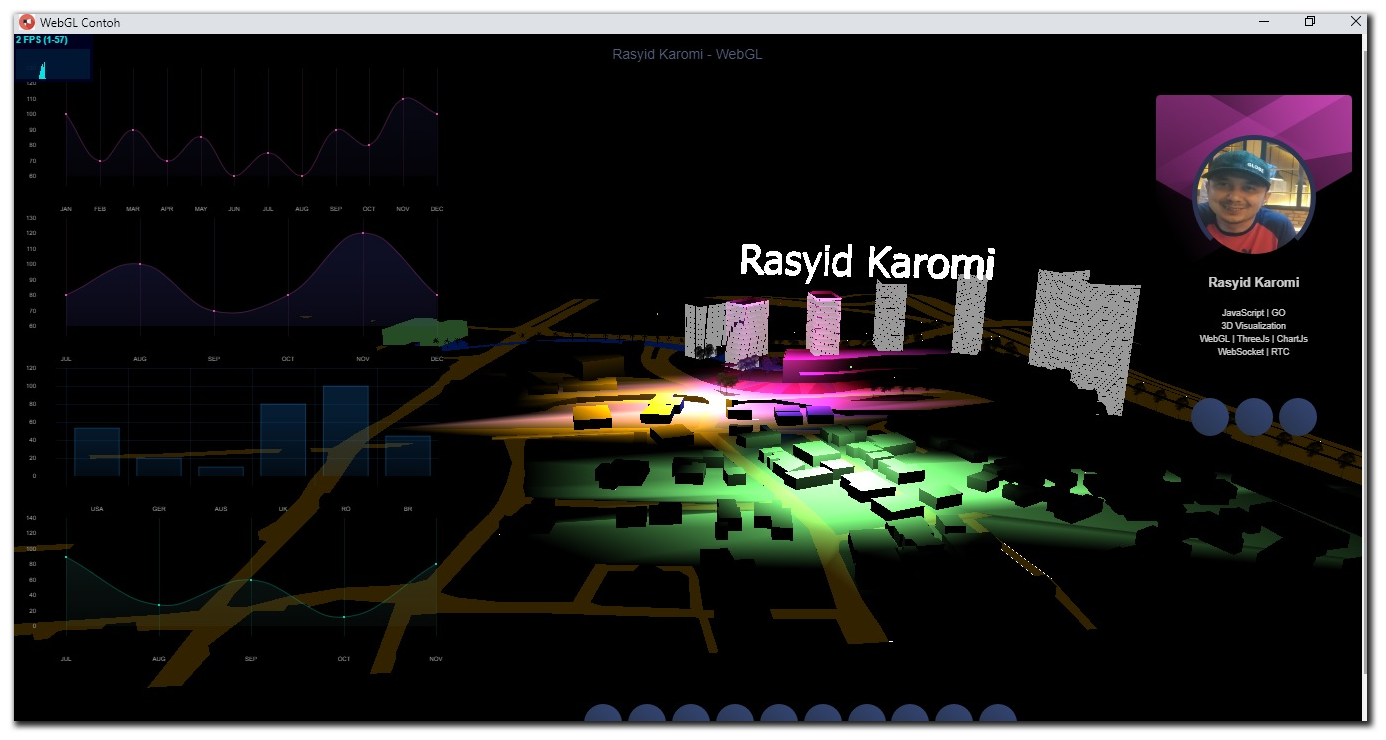 WebGL Contoh
2 FPS (1-57)
Rasyid Karomi - WebGL
120
110
100
90
80
70
60
JAN FEB MAR APR MAY JUN JUL AUG SEP OCT NOV DEC
130
110
100
90
80
70
60
JUL AUG SEP OCT NOV DEC
120
100
80
60
40
20
0
USA GER AUS UK RO BR
140
120
100
80
60
40
20
0
JUL AUG SEP OCT NOV
Rasyid Karomi
GLOBE
Rasyid Karomi
JavaScript | GO
3D Visualization
WebGL | ThreeJs | ChartJs
WebSocket | RTC